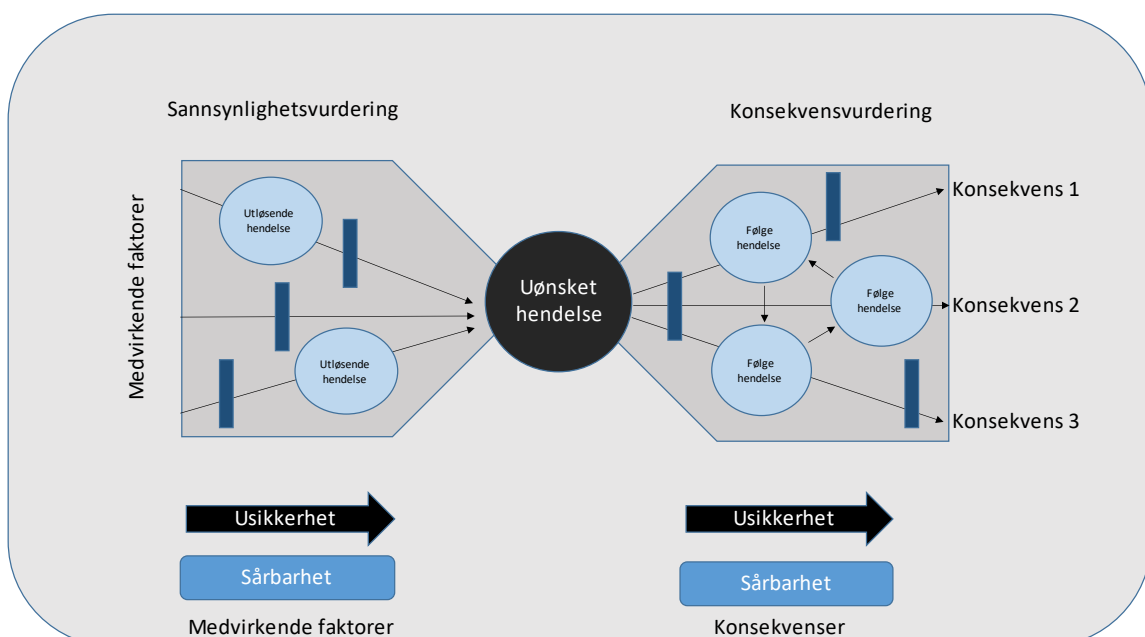 Sannsynlighetsvurdering
Konsekvensvurdering
Medvirkende faktorer
Utløsende
hendelse
Utløsende
hendelse
Uønsket
hendelse
Følge
hendelse
Følge
hendelse
Følge
hendelse
Konsekvens 1
Konsekvens 2
Konsekvens 3
Usikkerhet
Usikkerhet
Sårbarhet
Sårbarhet
Medvirkende faktorer
Konsekvenser